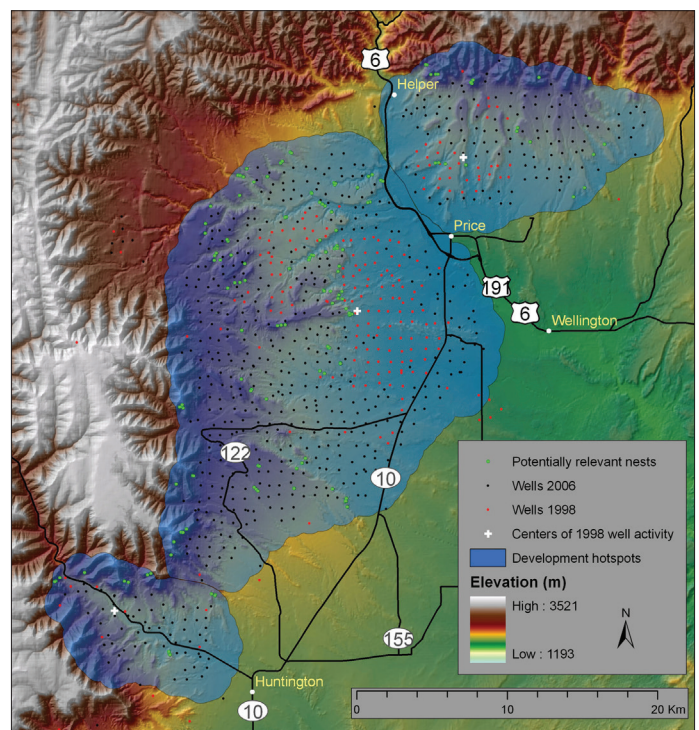 6
Helper
Price
191
6
Wellington
122
10
155
Huntington
10
Potentially relevant nests
Wells 2006
Wells 1998
Centers of 1998 well activity
Development hotspots
Elevation (m)
High : 3521
Low : 1193
N
0 10 20 Km